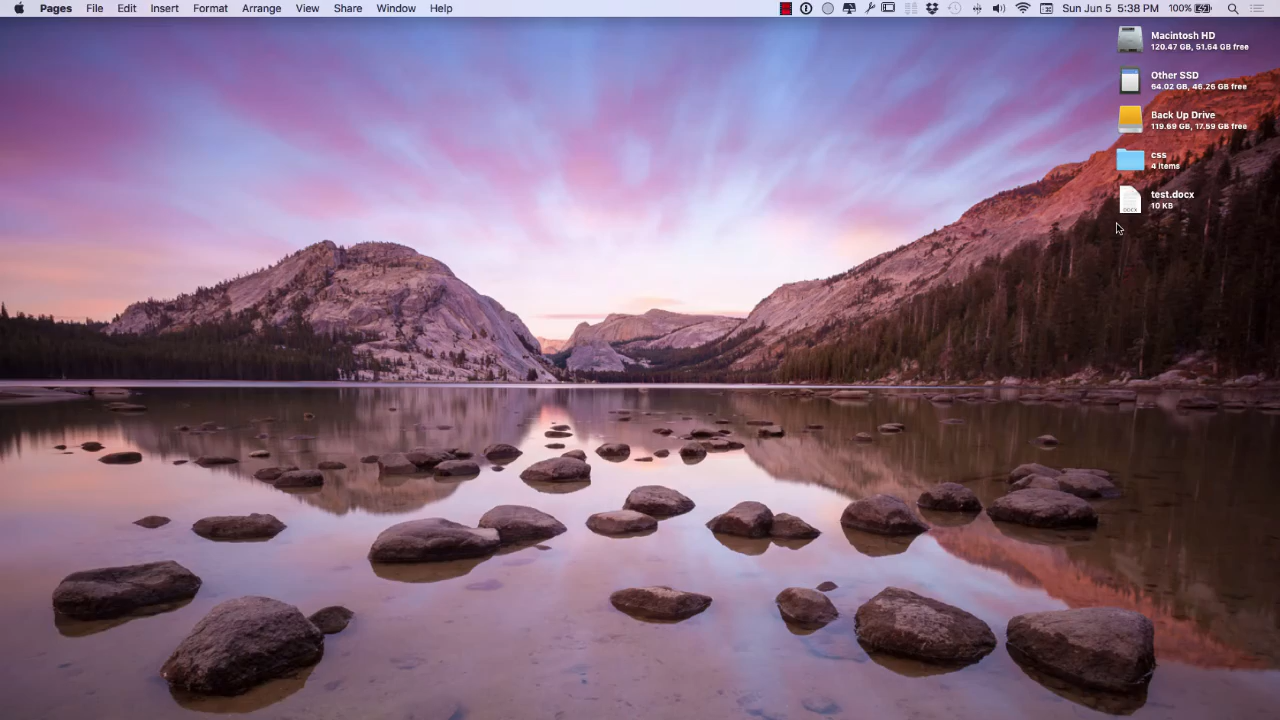 Pages File Edit Insert Format Arrange View Share Window Help Sun Jun 5 5:38 PM 100%
Macintosh HD
120.47 GB, 51.64 GB free
Other SSD
64.02 GB, 46.26 GB free
Back Up Drive
119.69 GB, 17.59 GB free
css
4 items
DOCX
test.docx
10 KB